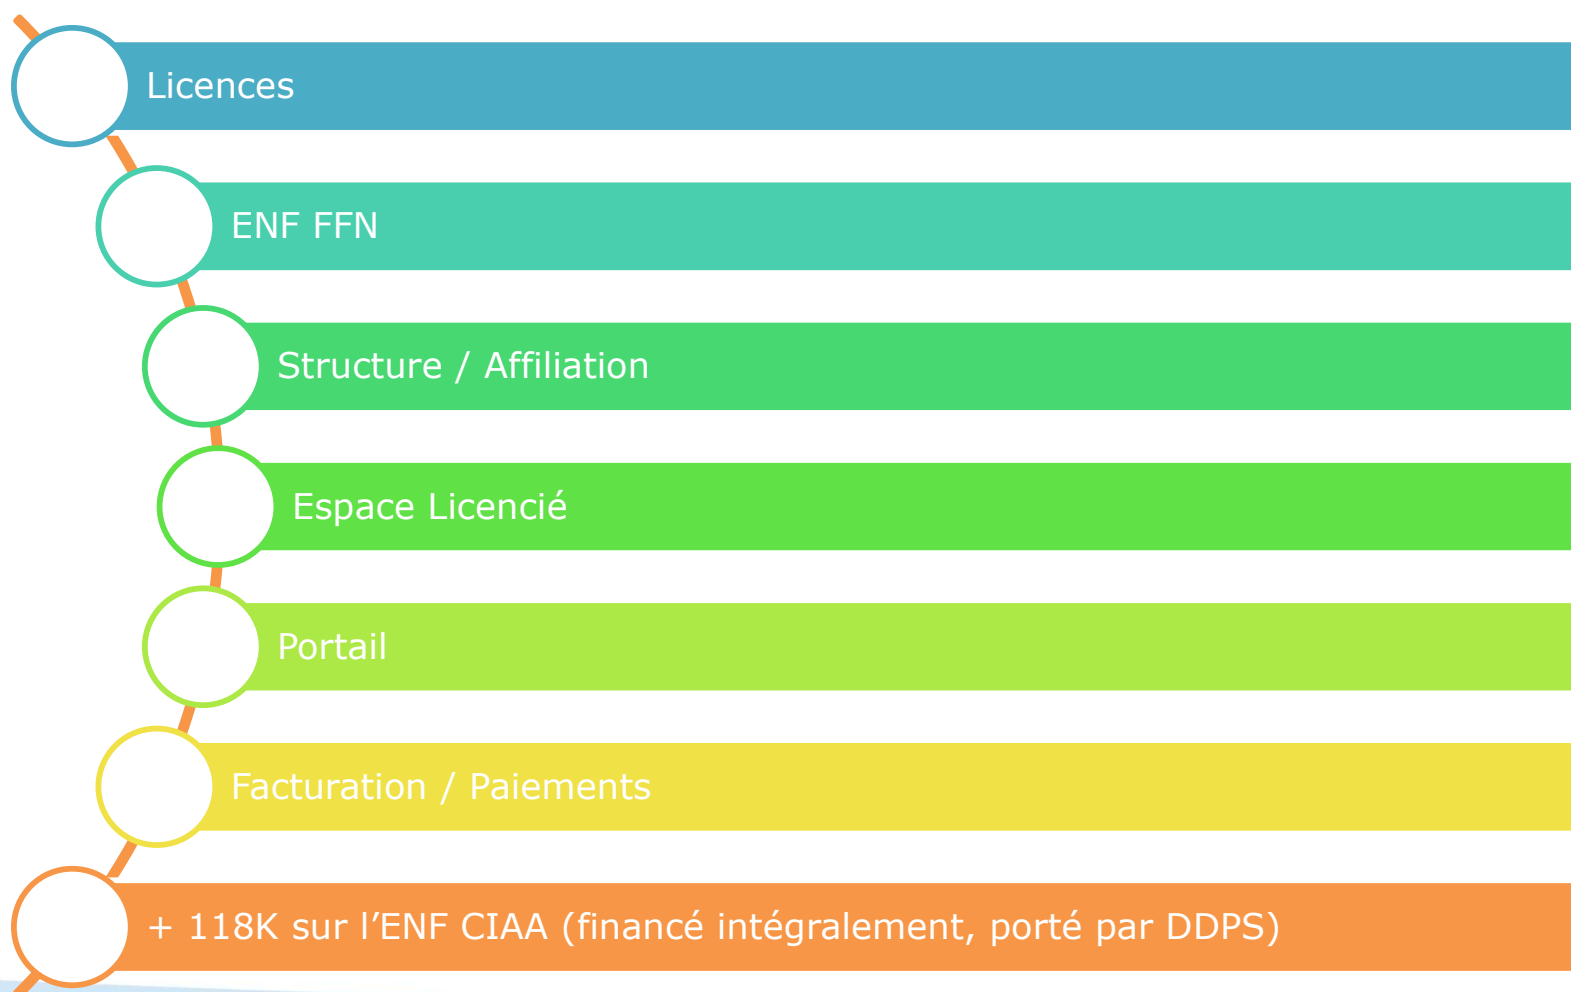 Licences
ENF FFN
Structure / Affiliation
Espace Licencié
Portail
Facturation / Paiements
+ 118K sur l’ENF CIAA (financé intégralement, porté par DDPS)